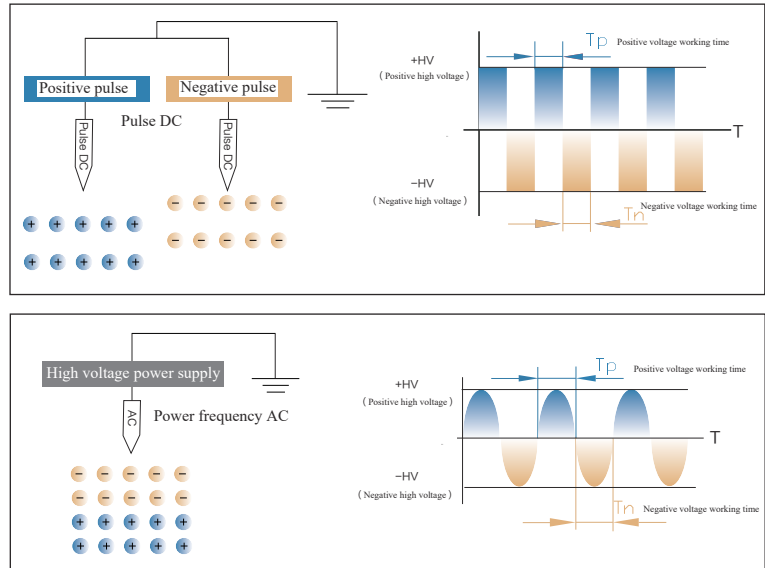 Positive pulse
Negative pulse
Pulse DC
Pulse DC
Pulse DC
+ + + + +
+ + + + +
− − − − −
− − − − −
Tp Positive voltage working time
+HV
( Positive high voltage )
T
−HV
( Negative high voltage )
Tn Negative voltage working time
High voltage power supply
AC
Power frequency AC
− − − − −
− − − − −
+ + + + +
+ + + + +
Tp Positive voltage working time
+HV
( Positive high voltage )
T
−HV
( Negative high voltage )
Tn Negative voltage working time